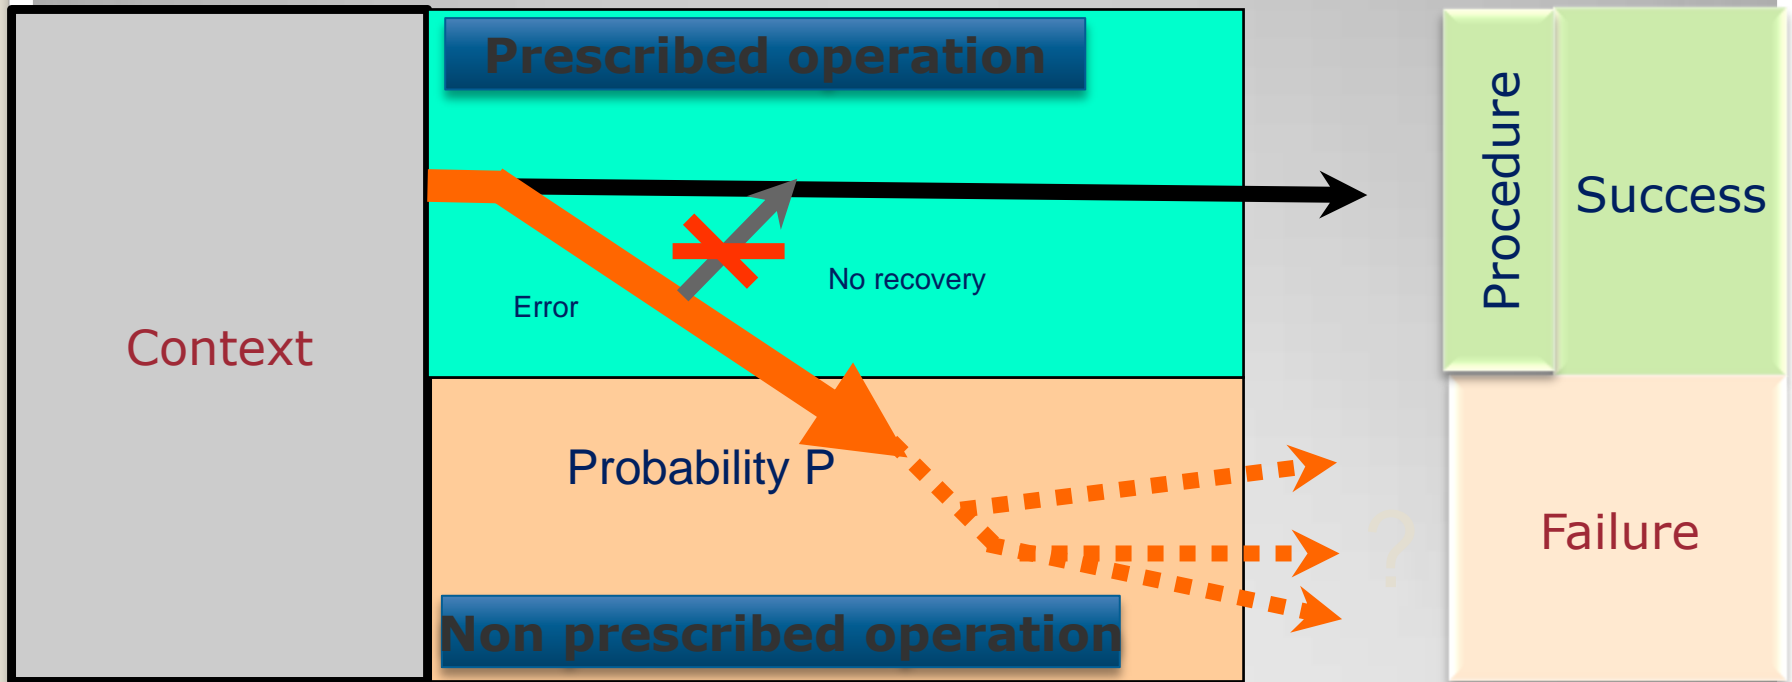 Prescribed operation
Procedure
Success
No recovery
Error
Context
Probability P
?
Failure
Non prescribed operation